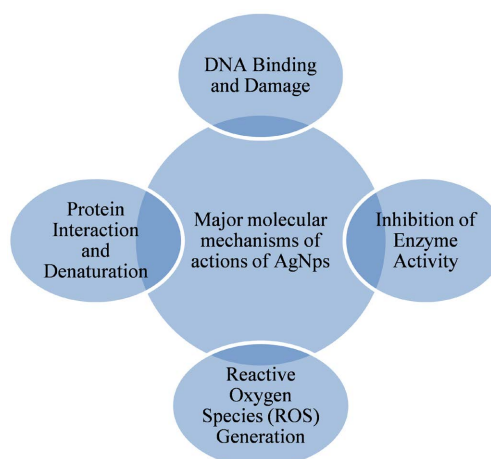 DNA Binding
and Damage
Protein
Interaction
and
Denaturation
Major molecular
mechanisms of
actions of AgNps
Inhibition of
Enzyme
Activity
Reactive
Oxygen
Species (ROS)
Generation